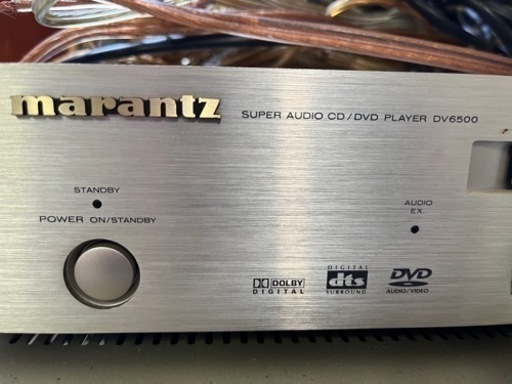 marantz
SUPER AUDIO CD/DVD PLAYER DV6500
STANDBY
POWER ON/STANDBY
AUDIO
EX.
DOLBY
DIGITAL
DIGITAL
dts
SURROUND
DVD
AUDIO/VIDEO